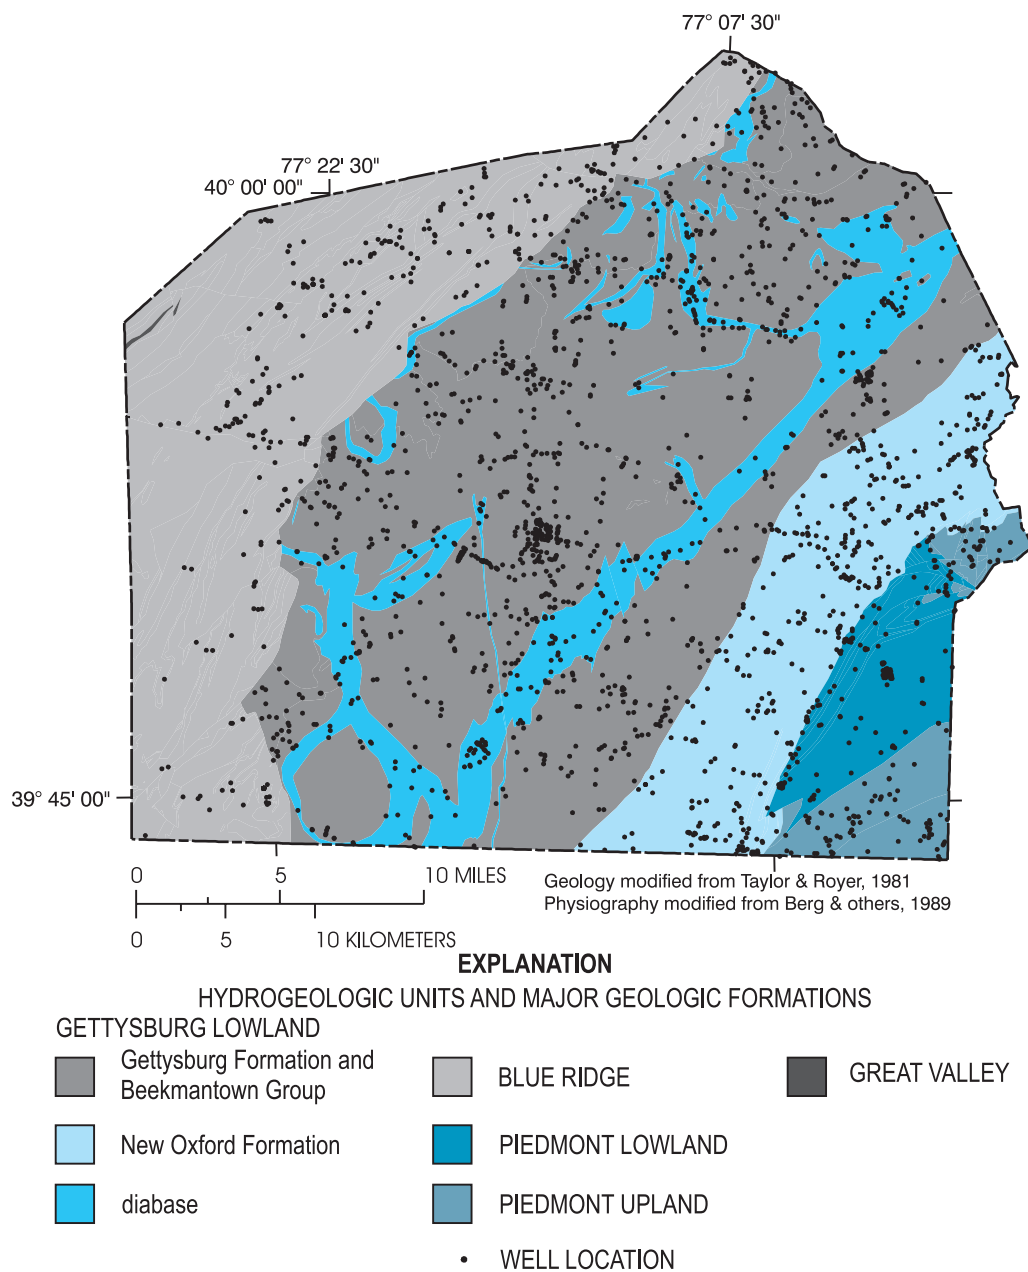 77° 07' 30"
77° 22' 30"
40° 00' 00"
39° 45' 00"
0 5 10 MILES
0 5 10 KILOMETERS
Geology modified from Taylor & Royer, 1981
Physiography modified from Berg & others, 1989
EXPLANATION
HYDROGEOLOGIC UNITS AND MAJOR GEOLOGIC FORMATIONS
GETTYSBURG LOWLAND
Gettysburg Formation and
Beekmantown Group
New Oxford Formation
diabase
BLUE RIDGE
PIEDMONT LOWLAND
PIEDMONT UPLAND
WELL LOCATION
GREAT VALLEY